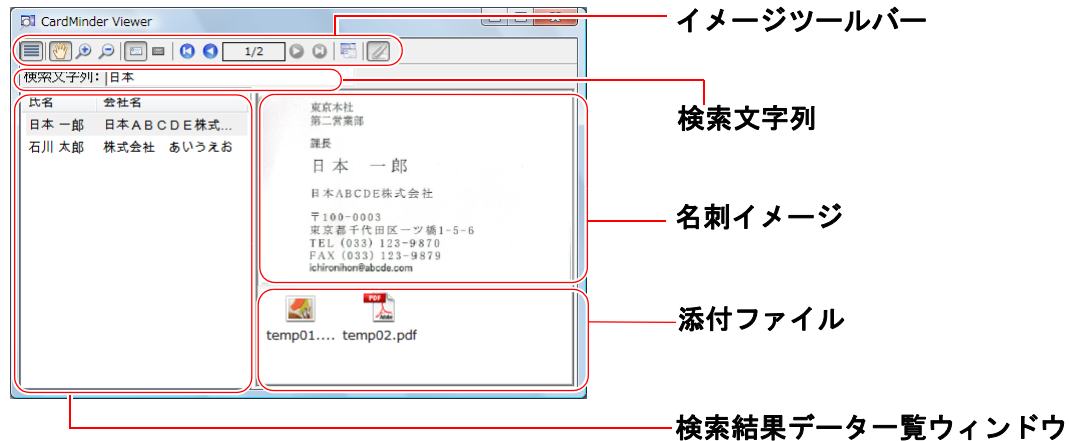 CardMinder Viewer
イメージツールバー
1/2
検索文字列: 日本
検索文字列
氏名 会社名
日本 一郎 日本ＡＢＣＤＥ株式...
石川 太郎 株式会社 あいうえお
東京本社
第二営業部
課長
日本 一郎
日本ABCDE株式会社
〒100-0003
東京都千代田区一ツ橋1-5-6
TEL (033) 123-9870
FAX (033) 123-9879
ichironihon@abcde.com
名刺イメージ
PDF
Adobe
temp01.... temp02.pdf
添付ファイル
検索結果データ一覧ウィンドウ